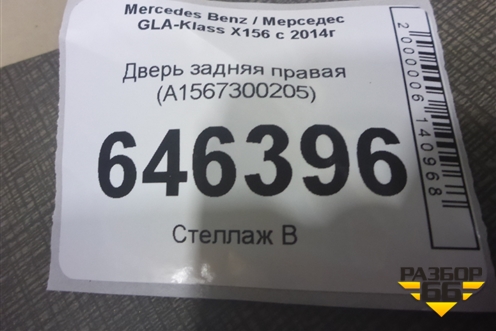 Mercedes Benz / Мерседес
GLA-Klass X156 с 2014г
Дверь задняя правая
(A1567300205)
646396
Стеллаж В
2000006140968
РАЗБОР
66